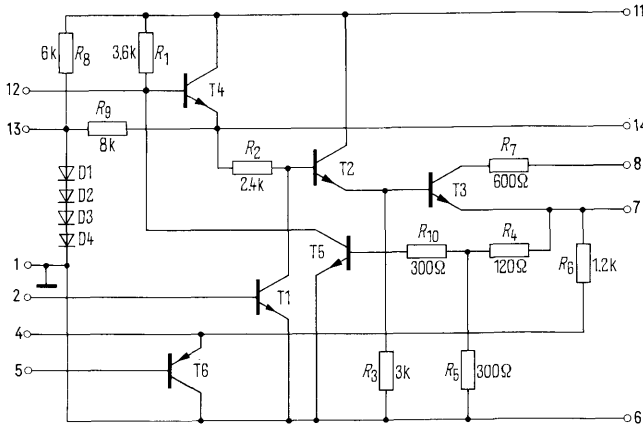 11
6k R8
3,6k R1
12
T4
R9
8k
13
14
R2
2.4k
T2
R7
600Ω
8
D1
D2
D3
D4
T3
7
R10
300Ω
R4
120Ω
T5
R6 1.2k
1
2
T1
4
T6
5
R3 3k
R5 300Ω
6